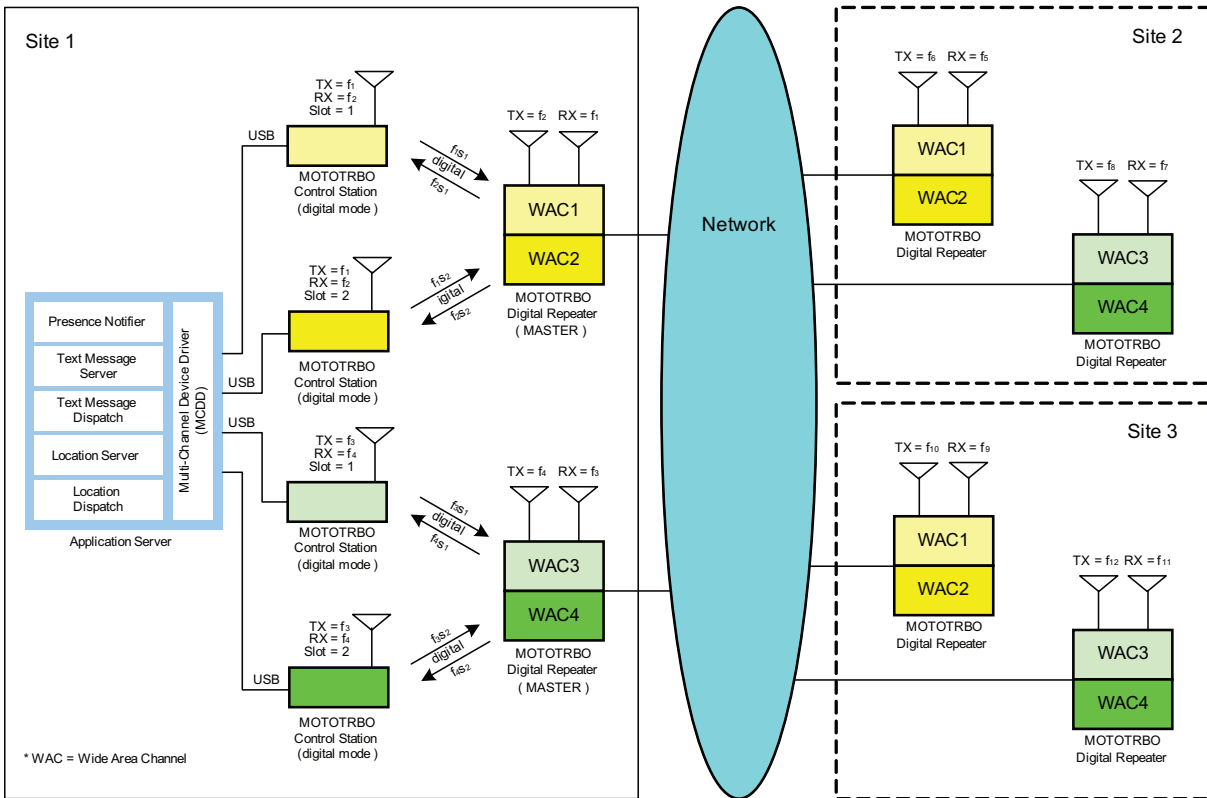 Site 1
TX = f₁
RX = f₂
Slot = 1
USB
MOTOTRBO
Control Station
(digital mode )
f₁s₁
digital
f₂s₁
TX = f₂
RX = f₁
WAC1
WAC2
MOTOTRBO
Digital Repeater
( MASTER )
TX = f₁
RX = f₂
Slot = 2
USB
MOTOTRBO
Control Station
(digital mode )
f₁s₂
igital
f₂s₂
Presence Notifier
Text Message
Server
Text Message
Dispatch
Location Server
Location
Dispatch
Multi-Channel Device Driver
(MCDD)
Application Server
USB
TX = f₃
RX = f₄
Slot = 1
MOTOTRBO
Control Station
(digital mode )
f₃s₁
digital
f₄s₁
TX = f₄
RX = f₃
WAC3
WAC4
MOTOTRBO
Digital Repeater
( MASTER )
TX = f₃
RX = f₄
Slot = 2
USB
MOTOTRBO
Control Station
(digital mode )
f₃s₂
digital
f₄s₂
* WAC = Wide Area Channel
Network
Site 2
TX = f₆
RX = f₅
WAC1
WAC2
MOTOTRBO
Digital Repeater
TX = f₈
RX = f₇
WAC3
WAC4
MOTOTRBO
Digital Repeater
Site 3
TX = f₁₀
RX = f₉
WAC1
WAC2
MOTOTRBO
Digital Repeater
TX = f₁₂
RX = f₁₁
WAC3
WAC4
MOTOTRBO
Digital Repeater